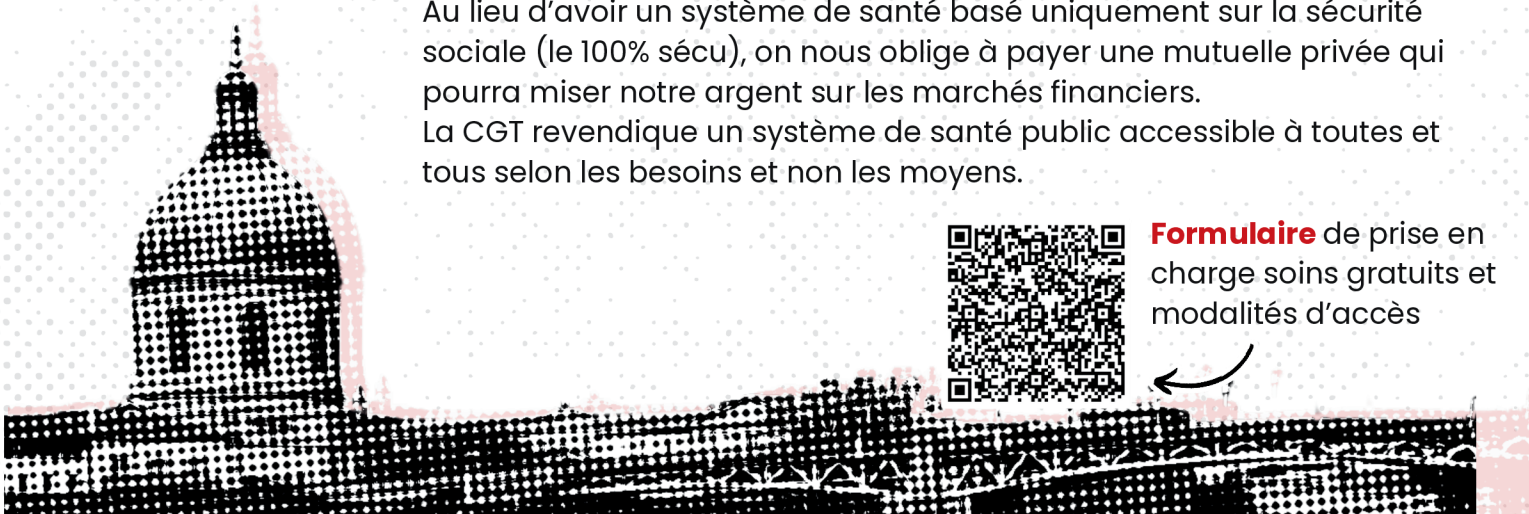 Au lieu d’avoir un système de santé basé uniquement sur la sécurité
sociale (le 100% sécu), on nous oblige à payer une mutuelle privée qui
pourra miser notre argent sur les marchés financiers.
La CGT revendique un système de santé public accessible à toutes et
tous selon les besoins et non les moyens.
Formulaire de prise en
charge soins gratuits et
modalités d’accès